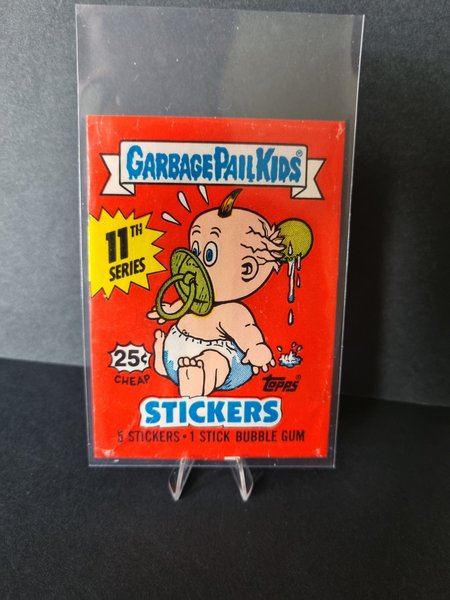 GARBAGE PAIL KIDS®
11TH
SERIES
25¢
CHEAP
topps®
STICKERS
5 STICKERS • 1 STICK BUBBLE GUM